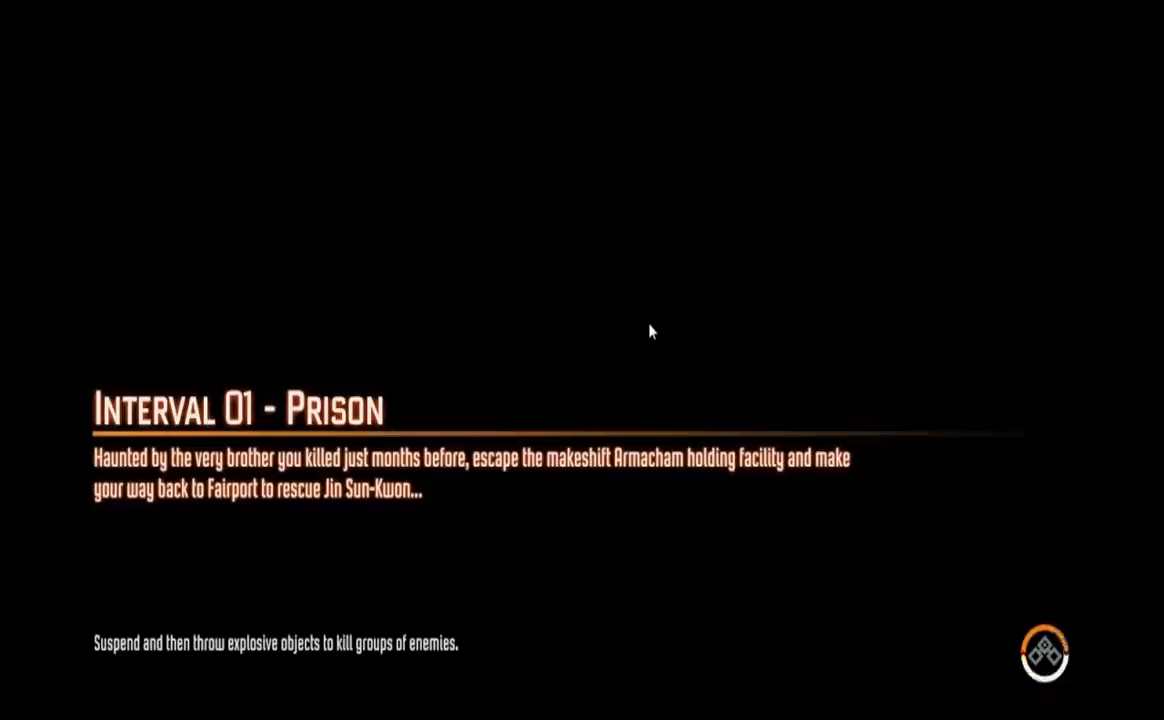 Interval 01 - Prison
Haunted by the very brother you killed just months before, escape the makeshift Armacham holding facility and make
your way back to Fairport to rescue Jin Sun-Kwon...
Suspend and then throw explosive objects to kill groups of enemies.